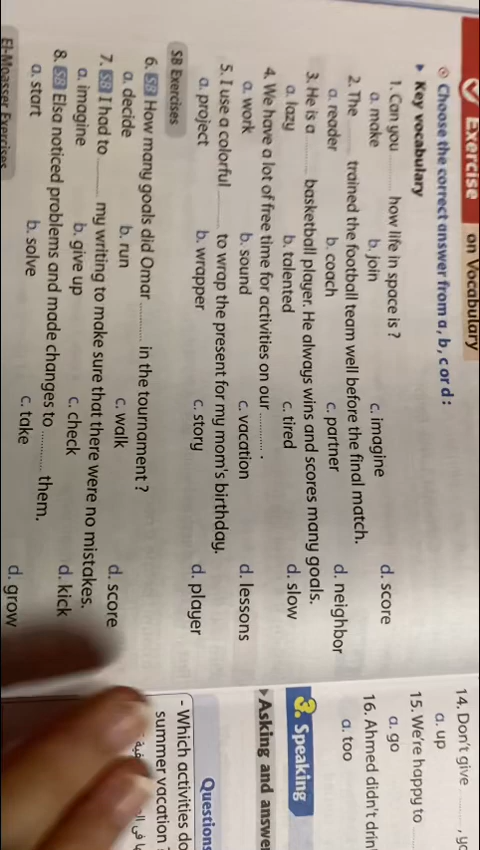 Exercise on Vocabulary
Choose the correct answer from a, b, c or d :
Key vocabulary
1. Can you ......... how life in space is ?
a. make b. join c. imagine d. score
2. The ......... trained the football team well before the final match.
a. reader b. coach c. partner d. neighbor
3. He is a ......... basketball player. He always wins and scores many goals.
a. lazy b. talented c. tired d. slow
4. We have a lot of free time for activities on our ......... .
a. work b. sound c. vacation d. lessons
5. I use a colorful ......... to wrap the present for my mom's birthday.
a. project b. wrapper c. story d. player
SB Exercises
6. SB How many goals did Omar ......... in the tournament ?
a. decide b. run c. walk d. score
7. SB I had to ......... my writing to make sure that there were no mistakes.
a. imagine b. give up c. check d. kick
8. SB Elsa noticed problems and made changes to ......... them.
a. start b. solve c. take d. grow
El-Moasser Exercises
14. Don't give ......... , yo
a. up
15. We're happy to ......
a. go
16. Ahmed didn't drin
a. too
3. Speaking
Asking and answe
Questions
- Which activities do
summer vacation